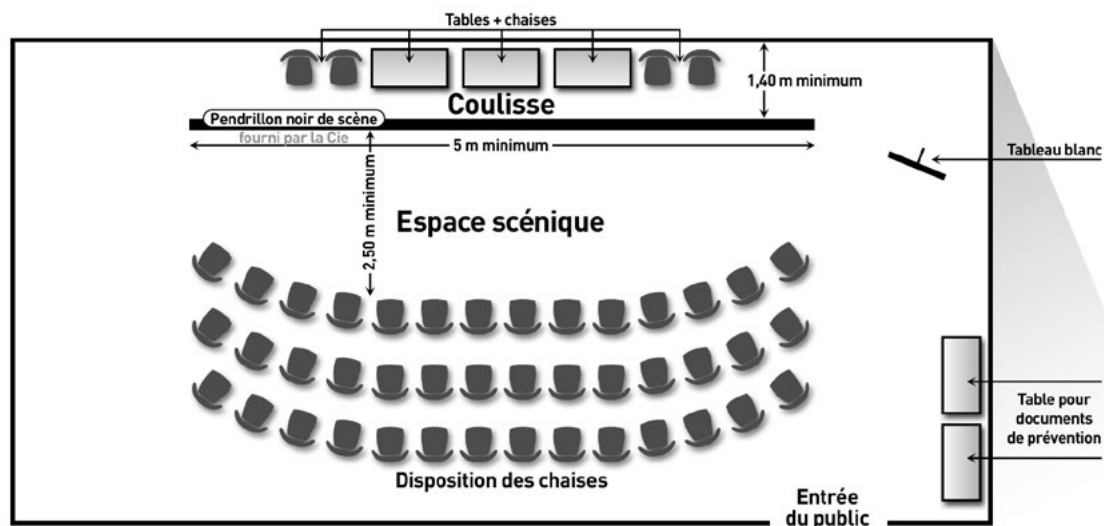 Tables + chaises
1,40 m minimum
Coulisse
Pendrillon noir de scène
fourni par la Cie
5 m minimum
Tableau blanc
2,50 m minimum
Espace scénique
Table pour
documents
de prévention
Disposition des chaises
Entrée
du public